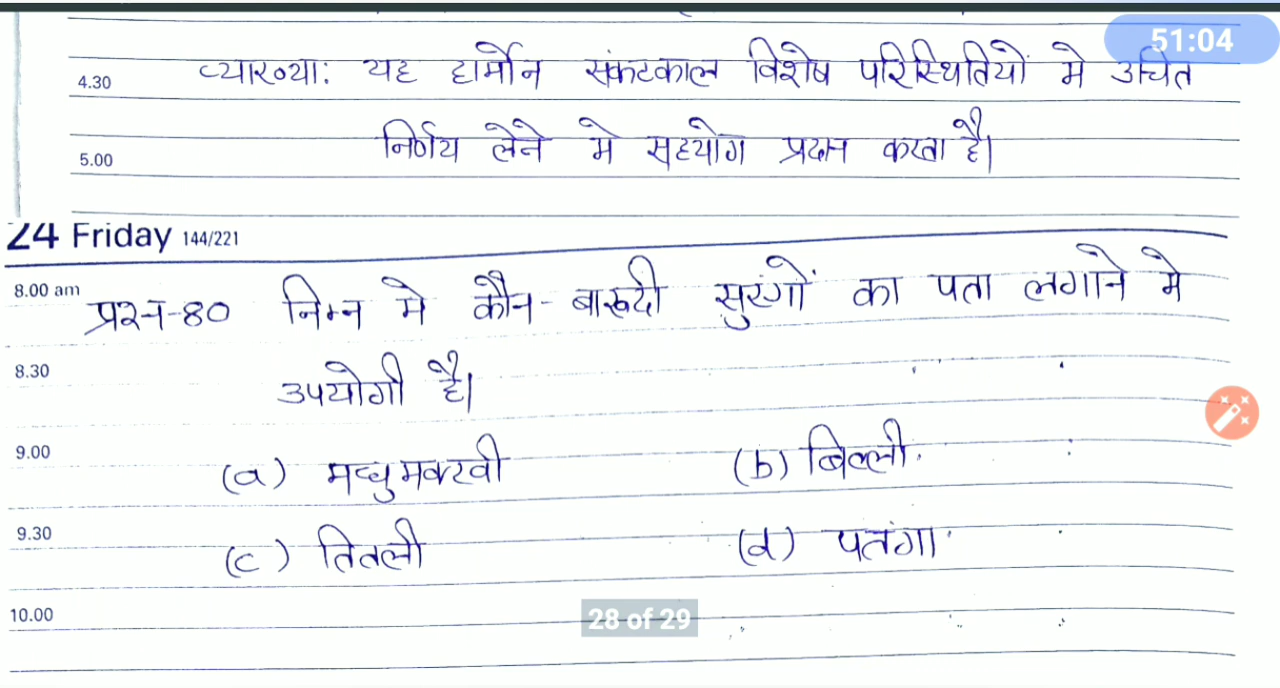 51:04
4.30 व्याख्या: यह हार्मोन संकटकाल विशेष परिस्थितियों मे उचित
5.00 निर्णय लेने मे सहयोग प्रदान करता है।
24 Friday 144/221
8.00 am प्रश्न-80 निम्न मे कौन - बारूदी सुरंगों का पता लगाने मे
8.30 उपयोगी है।
9.00 (a) मधुमक्खी (b) बिल्ली.
9.30 (c) तितली (d) पतंगा
10.00
28 of 29